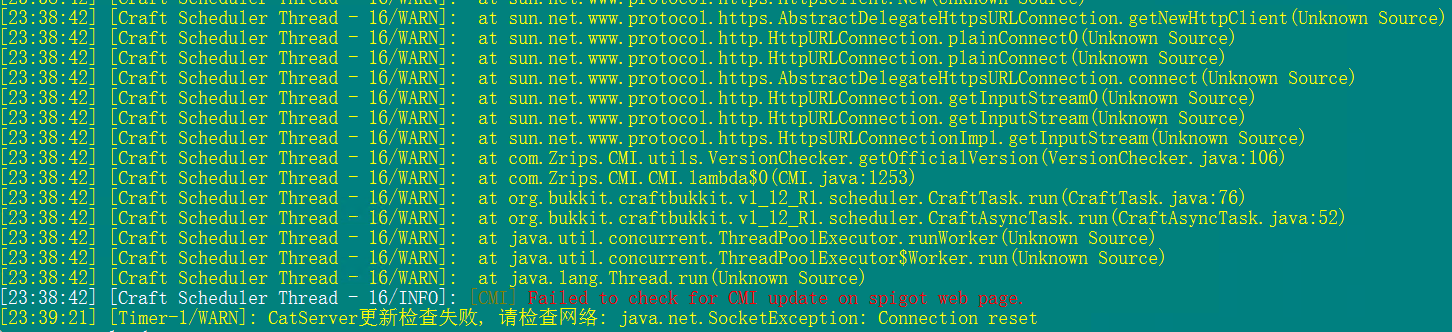 [23:38:42] [Craft Scheduler Thread - 16/WARN]:  at sun.net.www.protocol.https.HttpsClient.New(Unknown Source)
[23:38:42] [Craft Scheduler Thread - 16/WARN]:  at sun.net.www.protocol.https.AbstractDelegateHttpsURLConnection.getNewHttpClient(Unknown Source)
[23:38:42] [Craft Scheduler Thread - 16/WARN]:  at sun.net.www.protocol.http.HttpURLConnection.plainConnect0(Unknown Source)
[23:38:42] [Craft Scheduler Thread - 16/WARN]:  at sun.net.www.protocol.http.HttpURLConnection.plainConnect(Unknown Source)
[23:38:42] [Craft Scheduler Thread - 16/WARN]:  at sun.net.www.protocol.https.AbstractDelegateHttpsURLConnection.connect(Unknown Source)
[23:38:42] [Craft Scheduler Thread - 16/WARN]:  at sun.net.www.protocol.http.HttpURLConnection.getInputStream0(Unknown Source)
[23:38:42] [Craft Scheduler Thread - 16/WARN]:  at sun.net.www.protocol.http.HttpURLConnection.getInputStream(Unknown Source)
[23:38:42] [Craft Scheduler Thread - 16/WARN]:  at sun.net.www.protocol.https.HttpsURLConnectionImpl.getInputStream(Unknown Source)
[23:38:42] [Craft Scheduler Thread - 16/WARN]:  at com.Zrips.CMI.utils.VersionChecker.getOfficialVersion(VersionChecker.java:106)
[23:38:42] [Craft Scheduler Thread - 16/WARN]:  at com.Zrips.CMI.CMI.lambda$0(CMI.java:1253)
[23:38:42] [Craft Scheduler Thread - 16/WARN]:  at org.bukkit.craftbukkit.v1_12_R1.scheduler.CraftTask.run(CraftTask.java:76)
[23:38:42] [Craft Scheduler Thread - 16/WARN]:  at org.bukkit.craftbukkit.v1_12_R1.scheduler.CraftAsyncTask.run(CraftAsyncTask.java:52)
[23:38:42] [Craft Scheduler Thread - 16/WARN]:  at java.util.concurrent.ThreadPoolExecutor.runWorker(Unknown Source)
[23:38:42] [Craft Scheduler Thread - 16/WARN]:  at java.util.concurrent.ThreadPoolExecutor$Worker.run(Unknown Source)
[23:38:42] [Craft Scheduler Thread - 16/WARN]:  at java.lang.Thread.run(Unknown Source)
[23:38:42] [Craft Scheduler Thread - 16/INFO]: [CMI] Failed to check for CMI update on spigot web page.
[23:39:21] [Timer-1/WARN]: CatServer更新检查失败, 请检查网络: java.net.SocketException: Connection reset